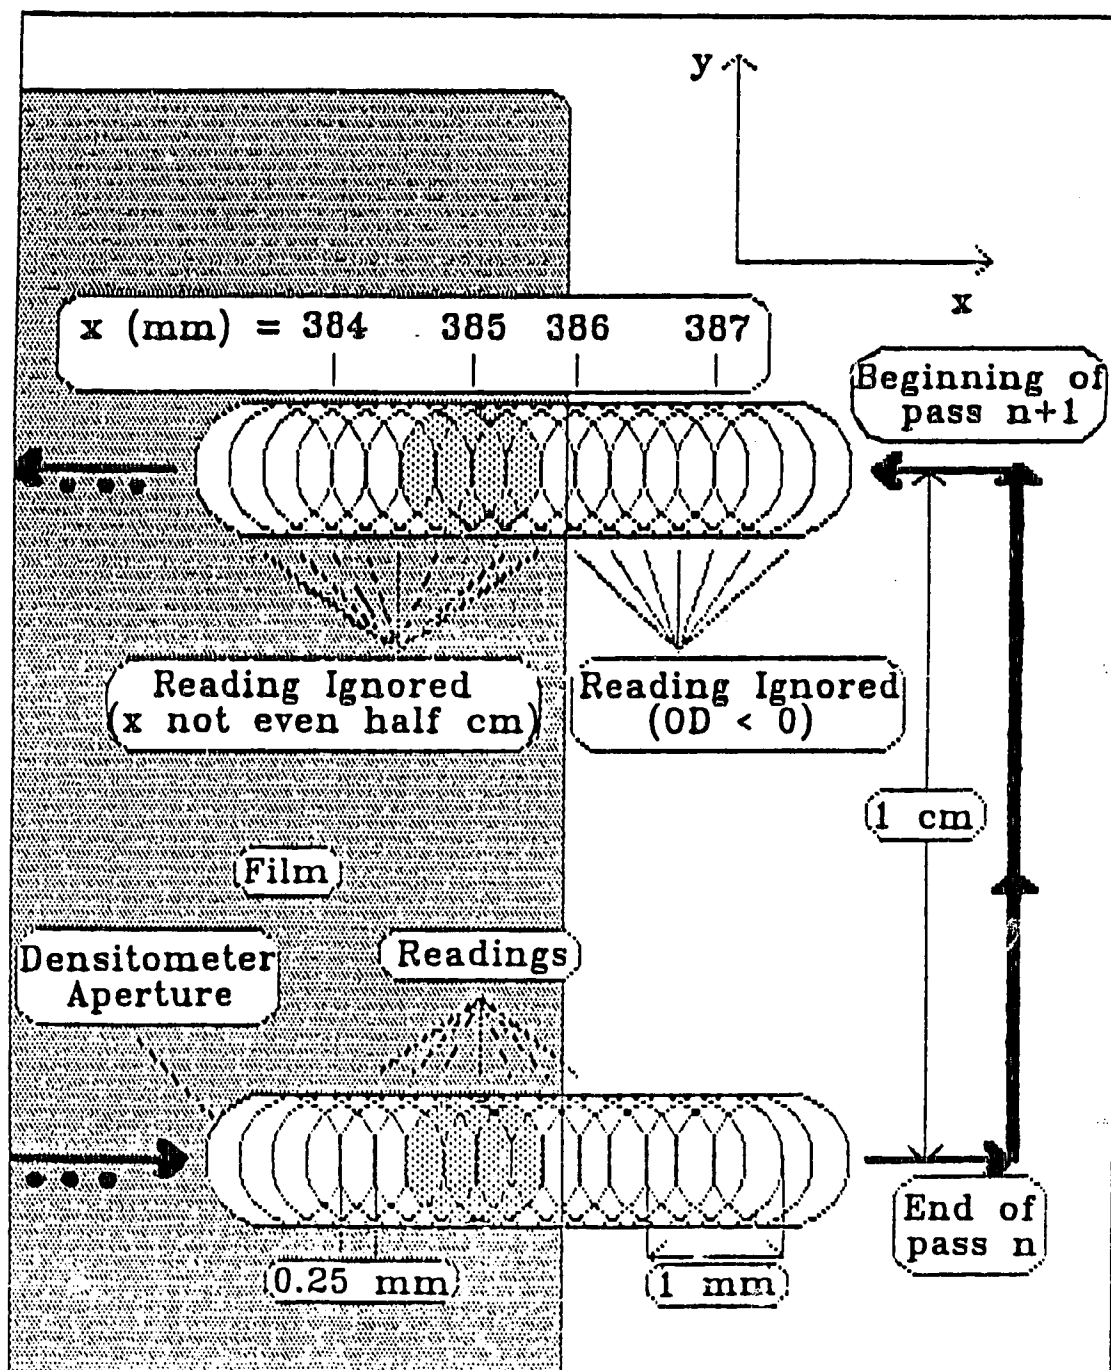 y
x
x (mm) = 384 385 386 387
Beginning of
pass n+1
Reading Ignored
(x not even half cm)
Reading Ignored
(OD < 0)
1 cm
Film
Readings
Densitometer
Aperture
0.25 mm
1 mm
End of
pass n